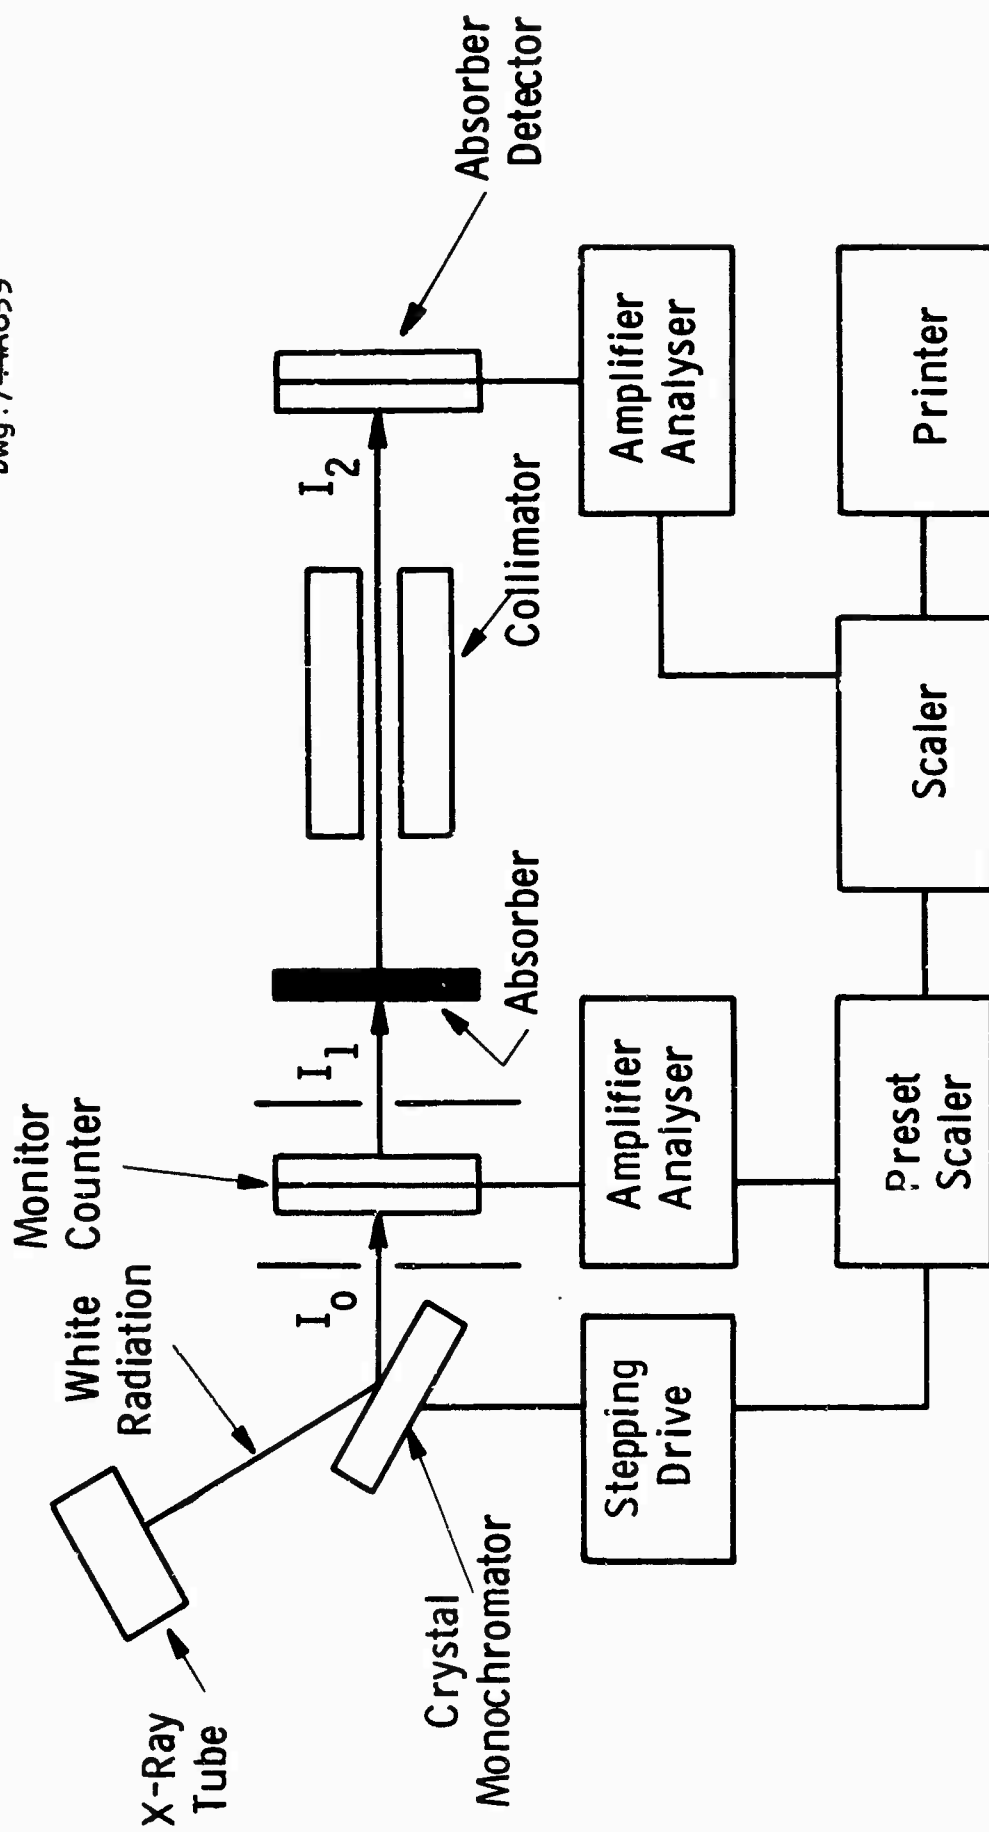 Monitor
Counter
White
Radiation
X-Ray
Tube
I0
I1
I2
Absorber
Detector
Crystal
Monochromator
Absorber
Collimator
Stepping
Drive
Amplifier
Analyser
Amplifier
Analyser
Preset
Scaler
Scaler
Printer